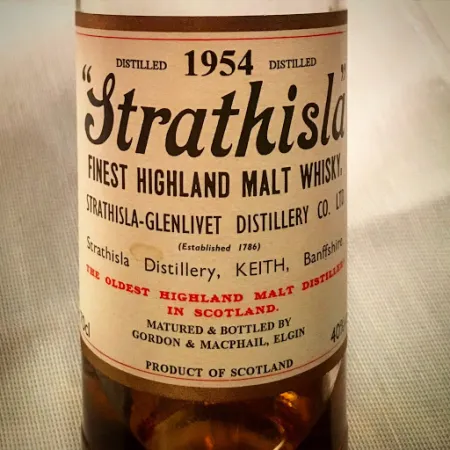 DISTILLED 1954 DISTILLED
"Strathisla"
FINEST HIGHLAND MALT WHISKY.
STRATHISLA-GLENLIVET DISTILLERY CO. LTD
(Established 1786)
Strathisla Distillery, KEITH, Banffshire
THE OLDEST HIGHLAND MALT DISTILLERY
IN SCOTLAND.
MATURED & BOTTLED BY
GORDON & MACPHAIL, ELGIN
40%
PRODUCT OF SCOTLAND